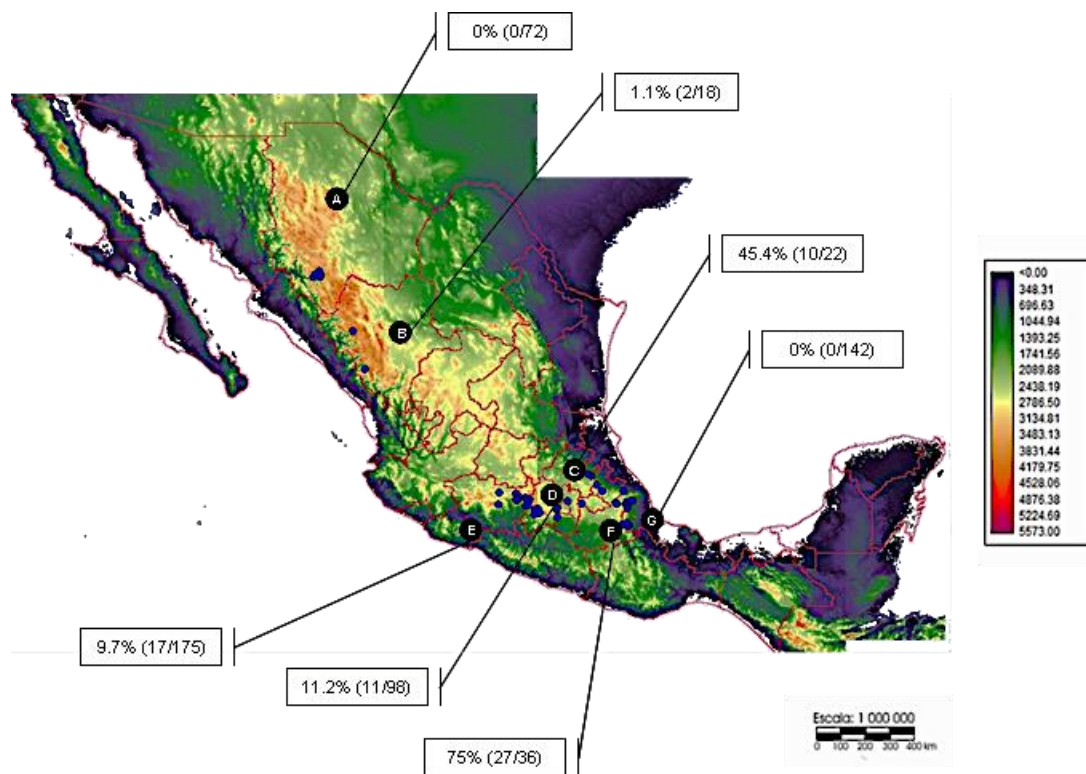 0% (0/72)
1.1% (2/18)
A
45.4% (10/22)
B
0% (0/142)
C
D
E
F
G
9.7% (17/175)
11.2% (11/98)
75% (27/36)
<0.00
348.31
696.63
1044.94
1393.25
1741.56
2089.88
2438.19
2786.50
3134.81
3483.13
3831.44
4179.75
4528.06
4876.38
5224.69
5573.00
Escala: 1 000 000
0 100 200 300 400 km